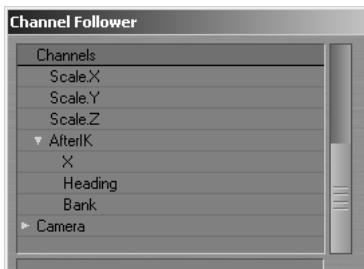 Channel Follower
Channels
Scale.X
Scale.Y
Scale.Z
AfterIK
X
Heading
Bank
Camera